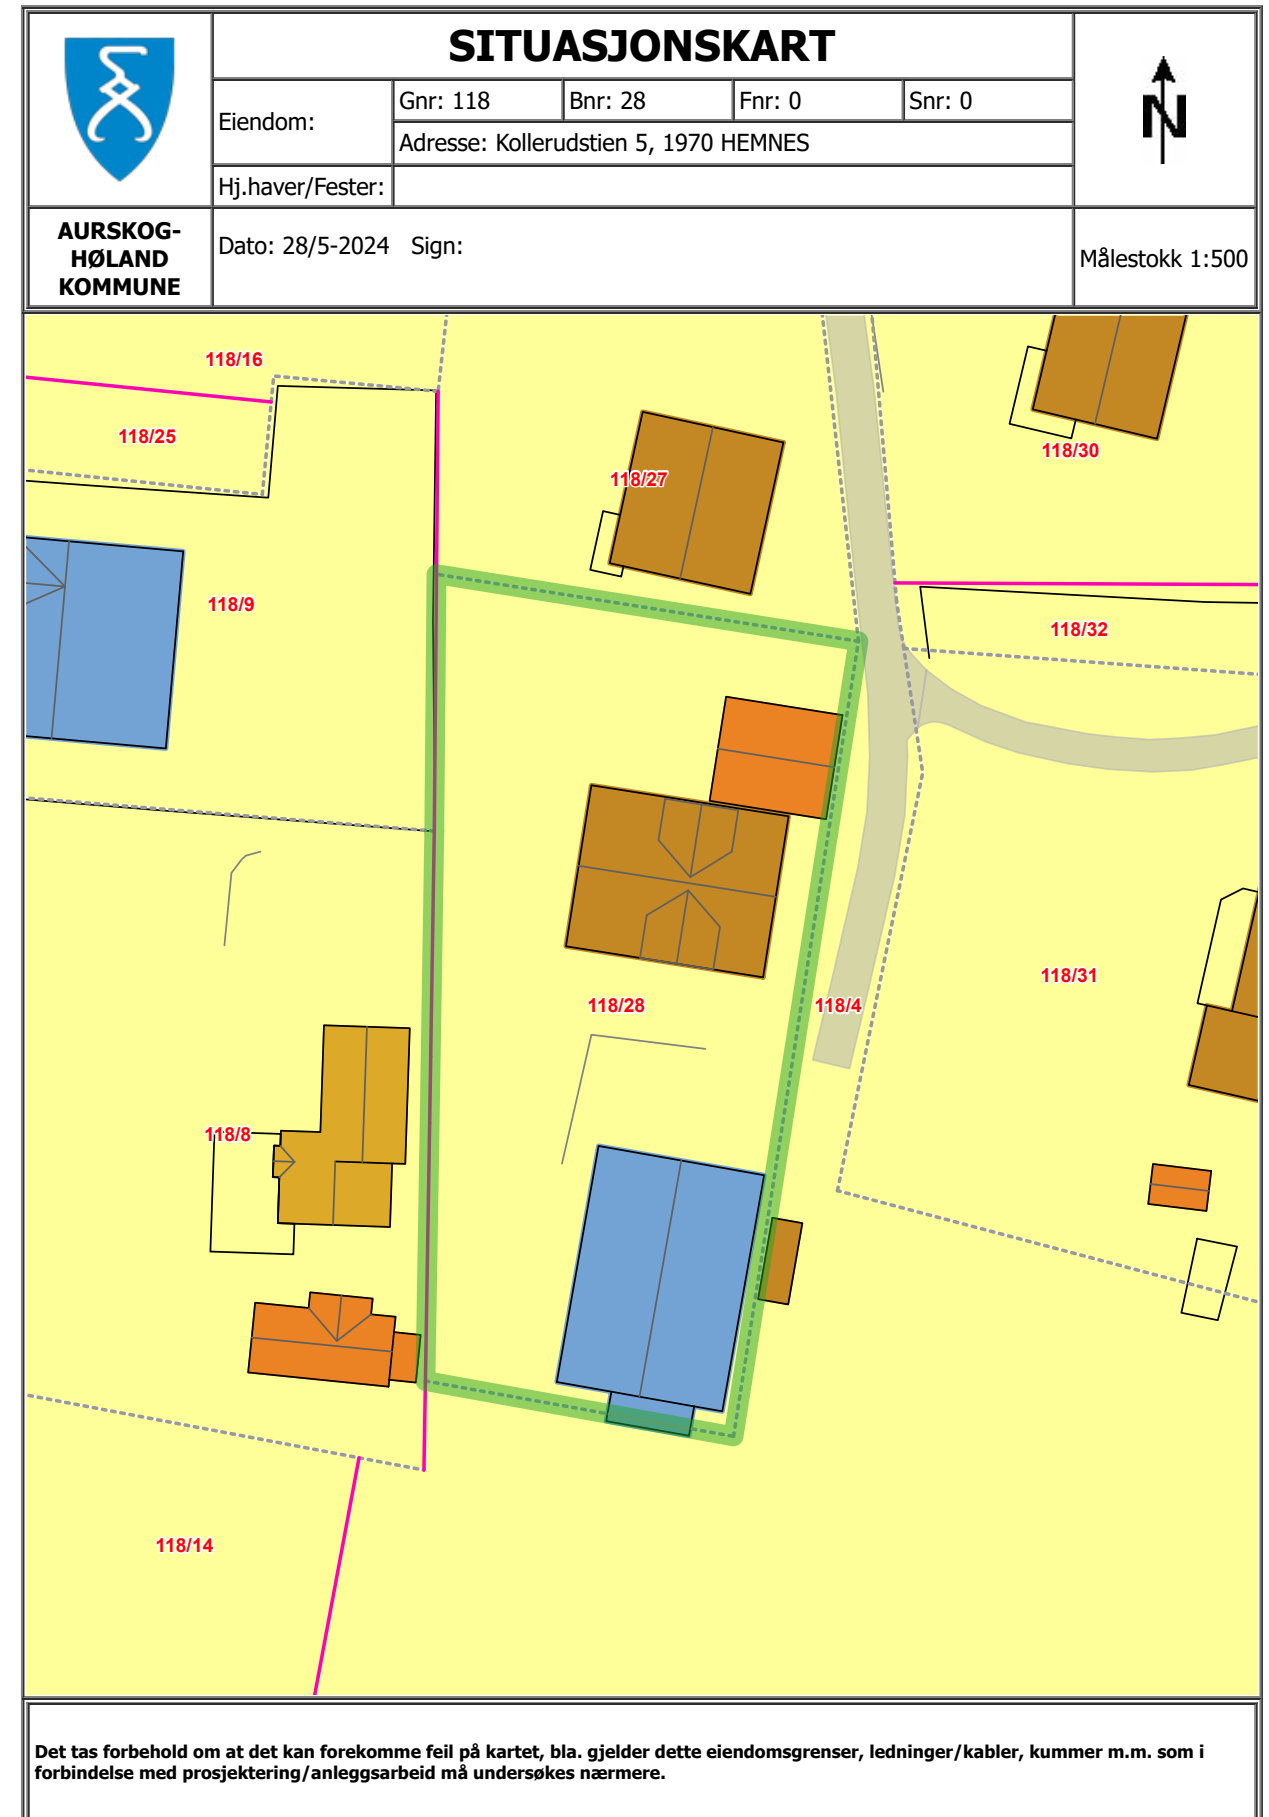 SITUASJONSKART
Eiendom:
Gnr: 118
Bnr: 28
Fnr: 0
Snr: 0
Adresse: Kollerudstien 5, 1970 HEMNES
Hj.haver/Fester:
N
AURSKOG-
HØLAND
KOMMUNE
Dato: 28/5-2024 Sign:
Målestokk 1:500
118/16
118/25
118/27
118/30
118/9
118/32
118/31
118/28
118/4
118/8
118/14
Det tas forbehold om at det kan forekomme feil på kartet, bla. gjelder dette eiendomsgrenser, ledninger/kabler, kummer m.m. som i
forbindelse med prosjektering/anleggsarbeid må undersøkes nærmere.